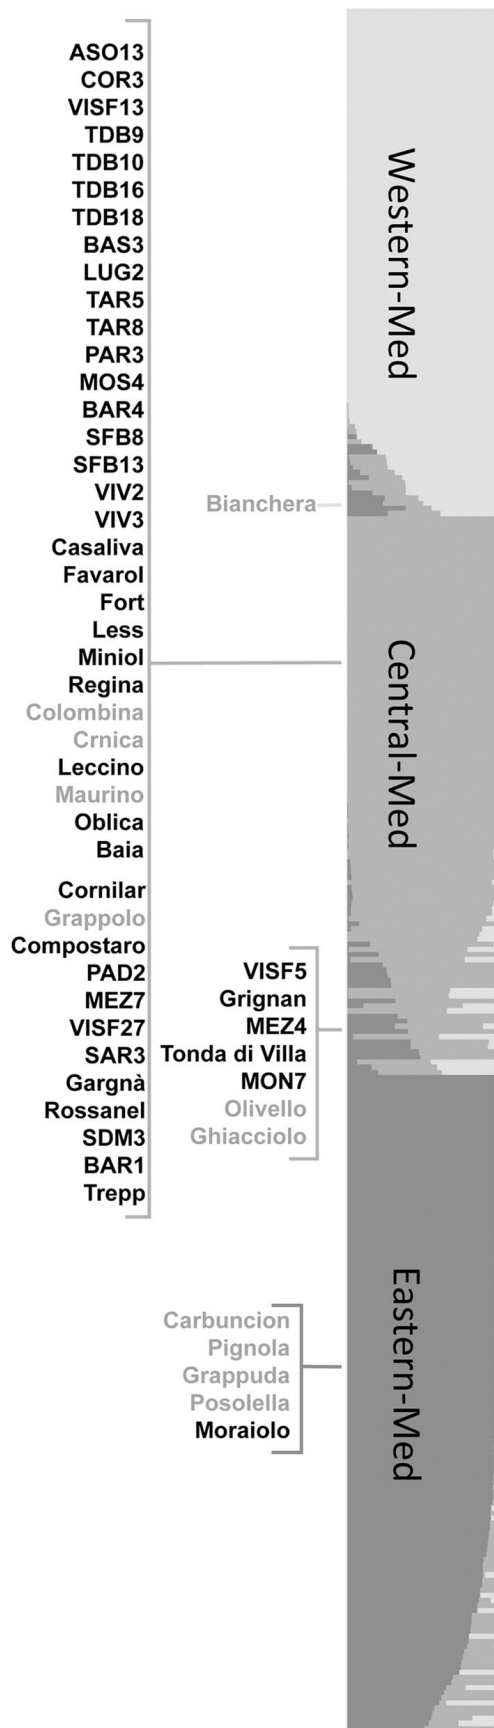 ASO13
COR3
VISF13
TDB9
TDB10
TDB16
TDB18
BAS3
LUG2
TAR5
TAR8
PAR3
MOS4
BAR4
SFB8
SFB13
VIV2
VIV3
Casaliva
Favarol
Fort
Less
Miniol
Regina
Colombina
Crnica
Leccino
Maurino
Oblica
Baia
Cornilar
Grappolo
Compostaro
PAD2
MEZ7
VISF27
SAR3
Gargnà
Rossanel
SDM3
BAR1
Trepp
Bianchera
VISF5
Grignan
MEZ4
Tonda di Villa
MON7
Olivello
Ghiacciolo
Carbuncion
Pignola
Grappuda
Posolella
Moraiolo
Western-Med
Central-Med
Eastern-Med